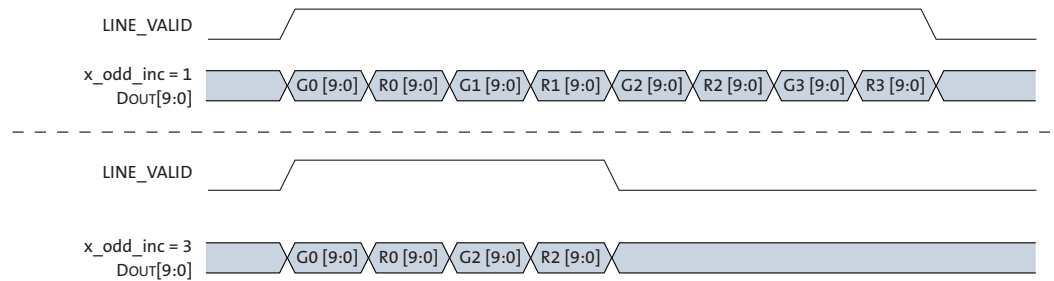 LINE_VALID
x_odd_inc = 1
DOUT[9:0]
G0 [9:0] R0 [9:0] G1 [9:0] R1 [9:0] G2 [9:0] R2 [9:0] G3 [9:0] R3 [9:0]
LINE_VALID
x_odd_inc = 3
DOUT[9:0]
G0 [9:0] R0 [9:0] G2 [9:0] R2 [9:0]